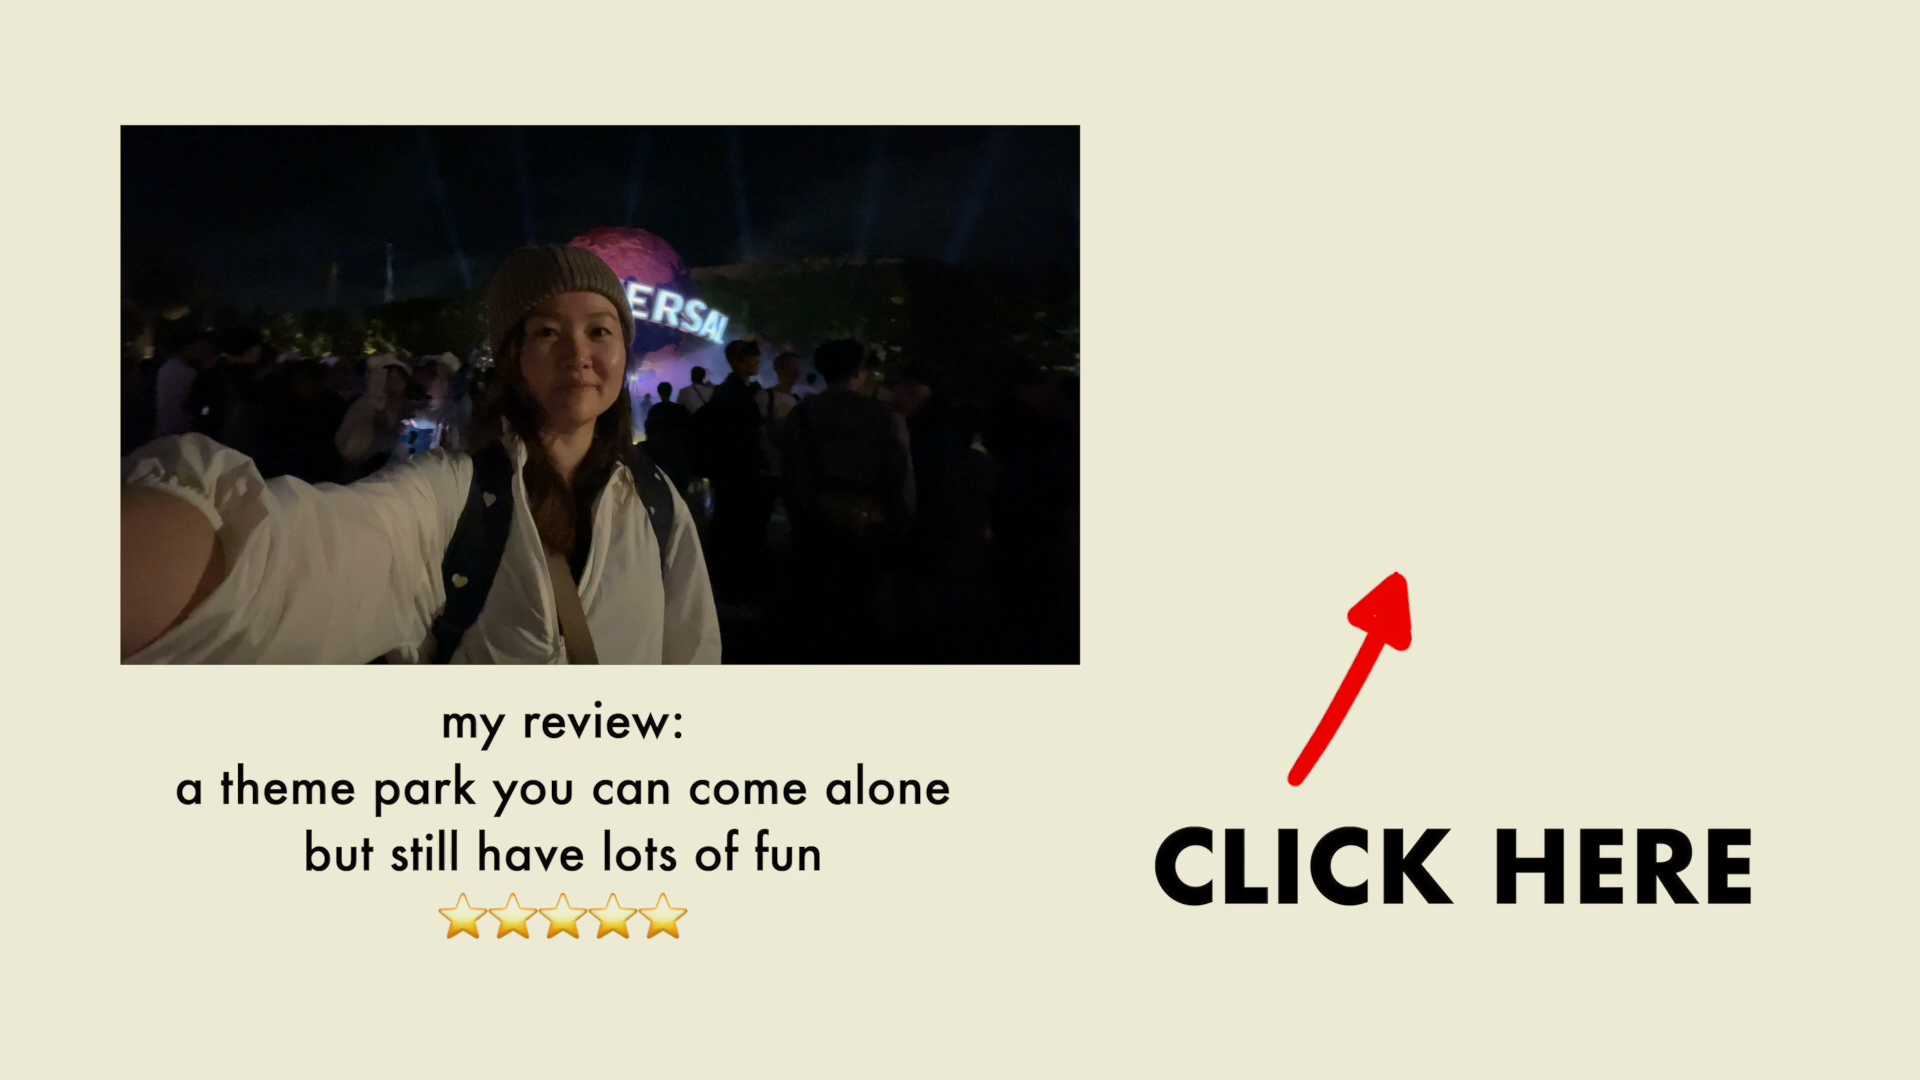 ERSAL
my review:
a theme park you can come alone
but still have lots of fun
⭐⭐⭐⭐⭐
CLICK HERE